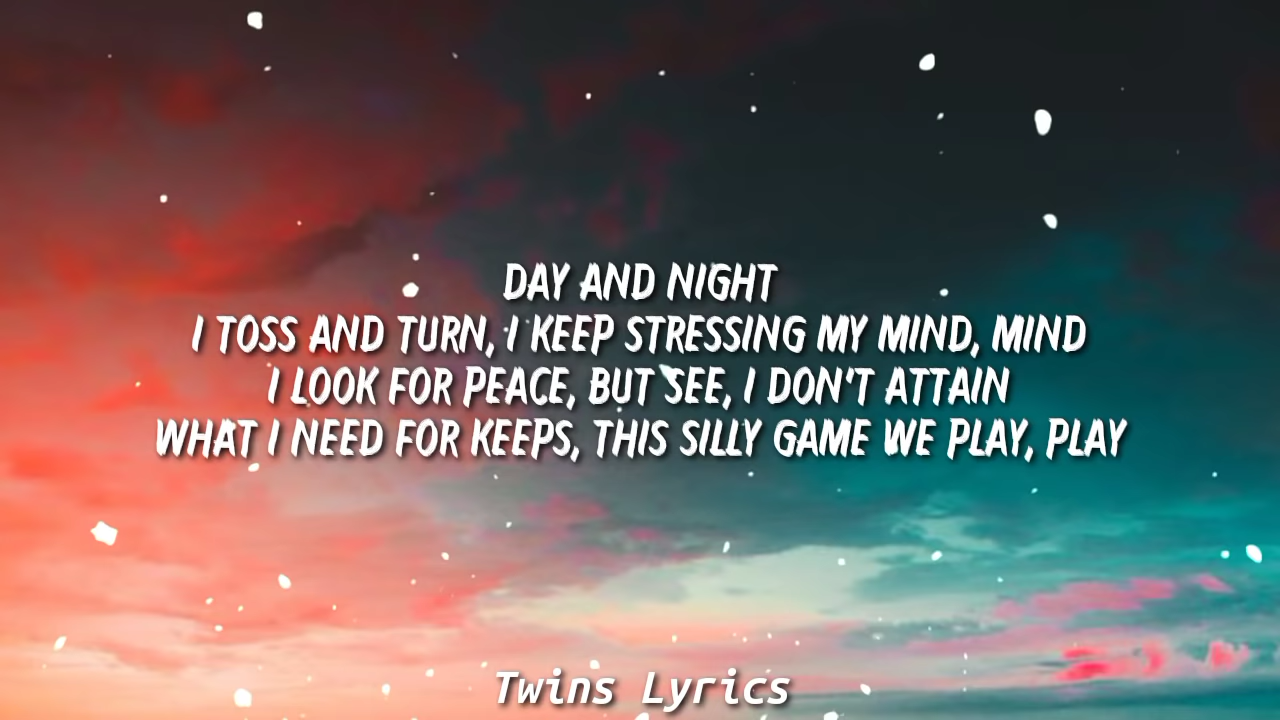 DAY AND NIGHT
I TOSS AND TURN, I KEEP STRESSING MY MIND, MIND
I LOOK FOR PEACE, BUT SEE, I DON'T ATTAIN
WHAT I NEED FOR KEEPS, THIS SILLY GAME WE PLAY, PLAY
Twins Lyrics